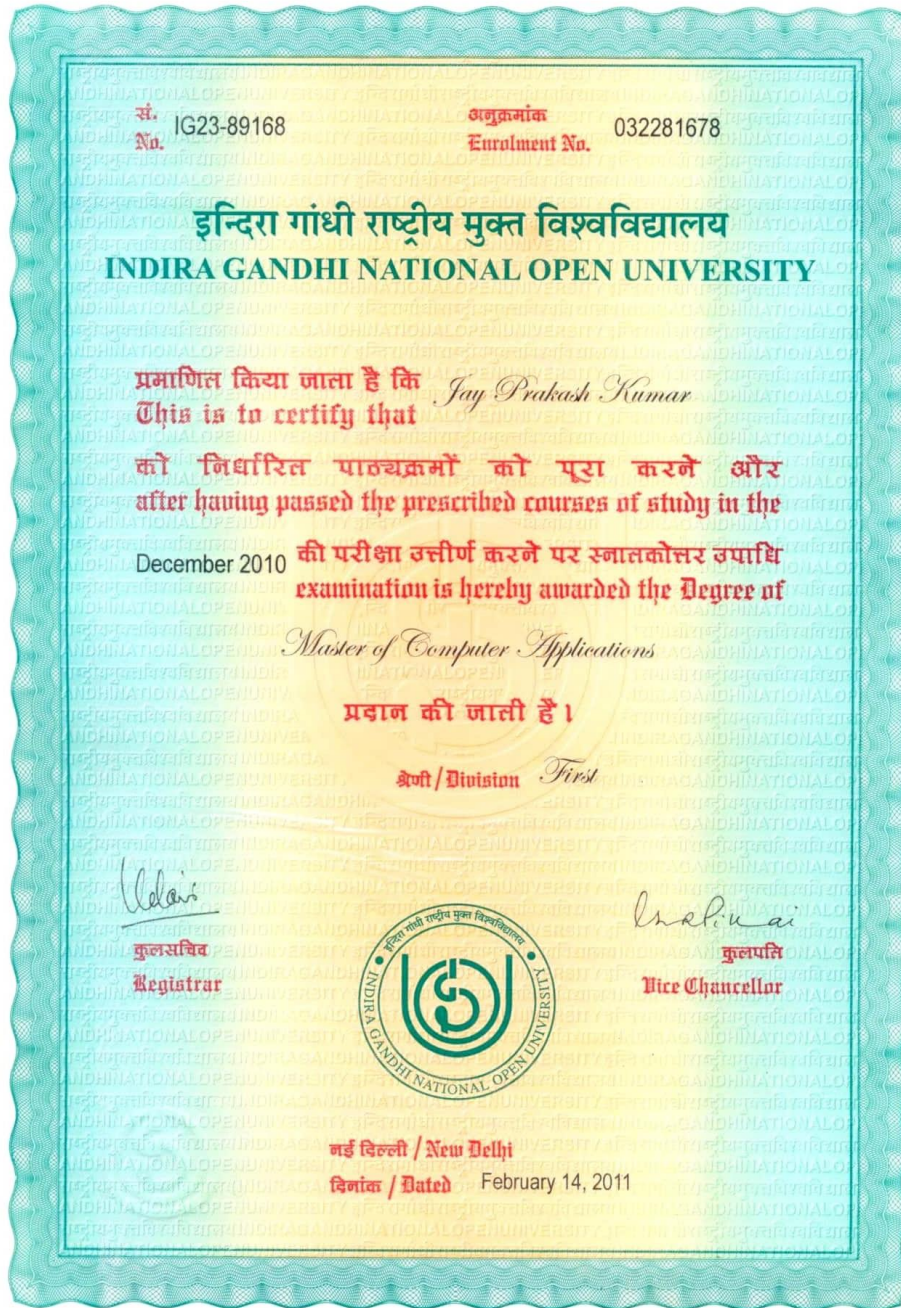 सं.
No. IG23-89168
अनुक्रमांक
Enrolment No. 032281678
इन्दिरा गांधी राष्ट्रीय मुक्त विश्वविद्यालय
INDIRA GANDHI NATIONAL OPEN UNIVERSITY
प्रमाणित किया जाता है कि
This is to certify that Jay Prakash Kumar
को निर्धारित पाठ्यक्रमों को पूरा करने और
after having passed the prescribed courses of study in the
December 2010 की परीक्षा उत्तीर्ण करने पर स्नातकोत्तर उपाधि
examination is hereby awarded the Degree of
Master of Computer Applications
प्रदान की जाती है।
श्रेणी / Division First
कुलसचिव
Registrar
कुलपति
Vice Chancellor
इन्दिरा गांधी राष्ट्रीय मुक्त विश्वविद्यालय
INDIRA GANDHI NATIONAL OPEN UNIVERSITY
नई दिल्ली / New Delhi
दिनांक / Dated February 14, 2011